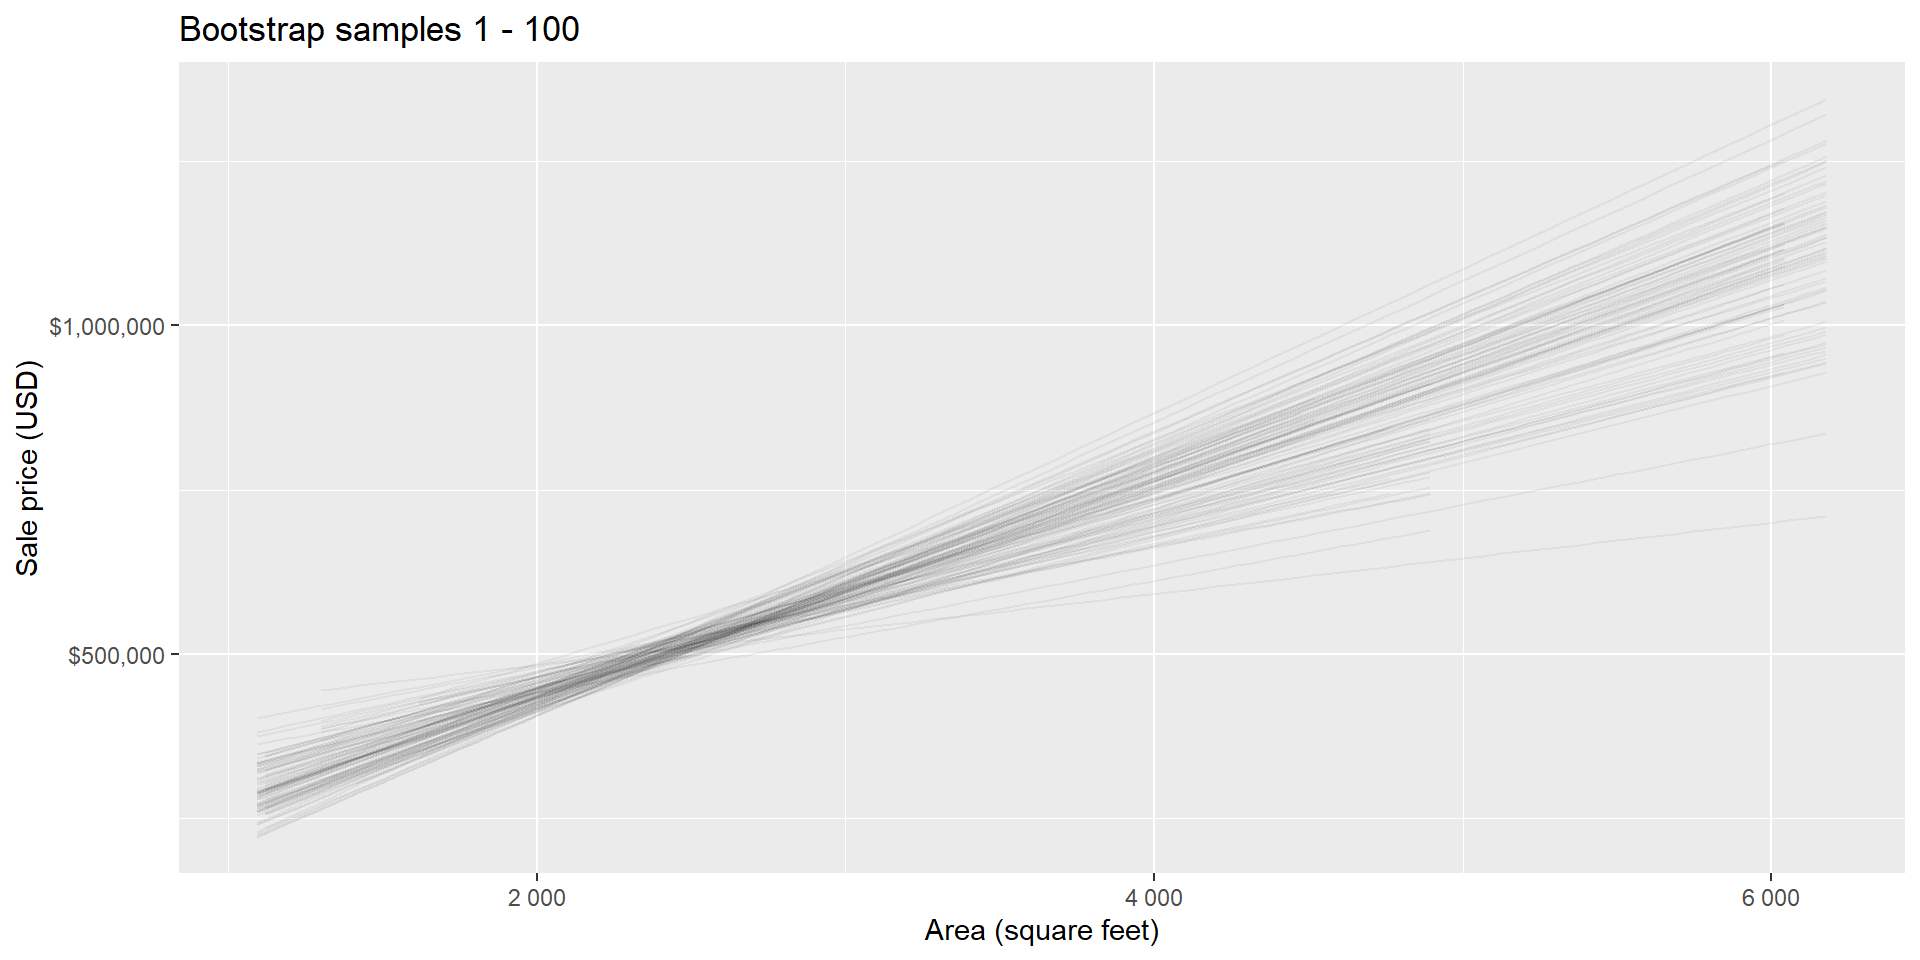 Bootstrap samples 1 - 100
Sale price (USD)
$1,000,000
$500,000
2 000
4 000
6 000
Area (square feet)